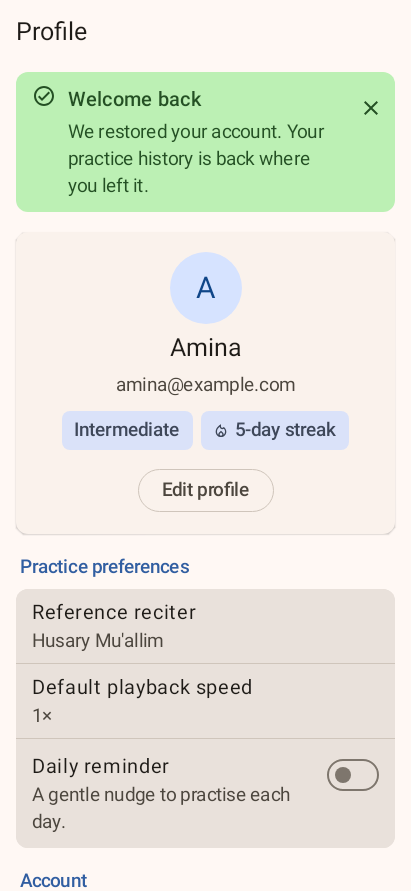 Profile
Welcome back
We restored your account. Your
practice history is back where
you left it.
A
Amina
amina@example.com
Intermediate
5-day streak
Edit profile
Practice preferences
Reference reciter
Husary Mu'allim
Default playback speed
1×
Daily reminder
A gentle nudge to practise each
day.
Account